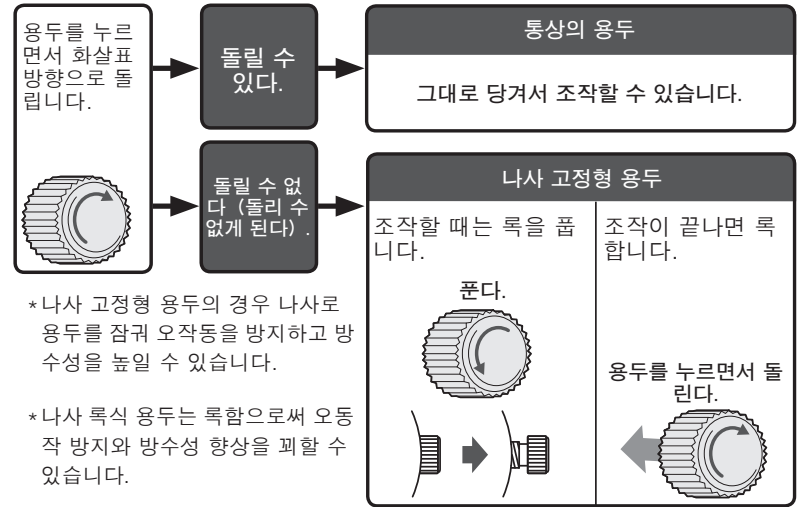 용두를 누르
면서 화살표
방향으로 돌
립니다.
돌릴 수
있다.
통상의 용두
그대로 당겨서 조작할 수 있습니다.
돌릴 수 없
다 (돌리 수
없게 된다) .
나사 고정형 용두
조작할 때는 록을 풉
니다.
푼다.
조작이 끝나면 록
합니다.
용두를 누르면서 돌
린다.
*나사 고정형 용두의 경우 나사로
용두를 잠궈 오작동을 방지하고 방
수성을 높일 수 있습니다.
*나사 록식 용두는 록함으로써 오동
작 방지와 방수성 향상을 꾀할 수
있습니다.